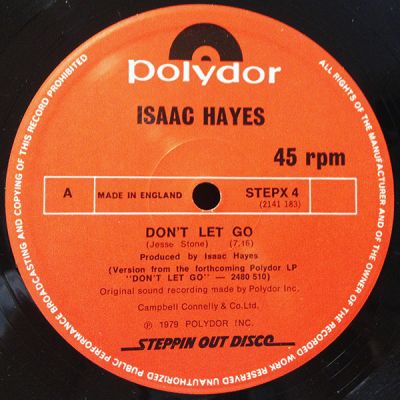 polydor
ISAAC HAYES
45 rpm
A
MADE IN ENGLAND
STEPX 4
(2141 183)
DON'T LET GO
(Jesse Stone) (7.16)
Produced by Isaac Hayes
(Version from the forthcoming Polydor LP
"DON'T LET GO" — 2480 510)
Original sound recording made by Polydor Inc.
Campbell Connelly & Co.Ltd.
℗ 1979 POLYDOR INC.
STEPPIN OUT DISCO
ALL RIGHTS OF THE MANUFACTURER AND OF THE OWNER OF THE RECORDED WORK RESERVED UNAUTHORIZED PUBLIC PERFORMANCE BROADCASTING AND COPYING OF THIS RECORD PROHIBITED